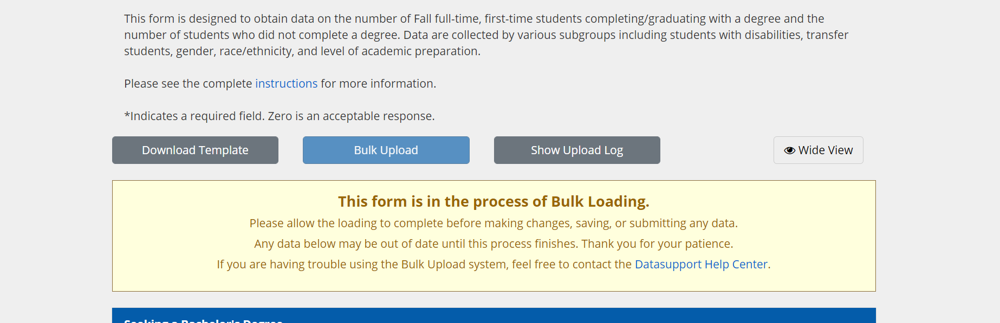 This form is designed to obtain data on the number of Fall full-time, first-time students completing/graduating with a degree and the
number of students who did not complete a degree. Data are collected by various subgroups including students with disabilities, transfer
students, gender, race/ethnicity, and level of academic preparation.
Please see the complete instructions for more information.
*Indicates a required field. Zero is an acceptable response.
Download Template
Bulk Upload
Show Upload Log
Wide View
This form is in the process of Bulk Loading.
Please allow the loading to complete before making changes, saving, or submitting any data.
Any data below may be out of date until this process finishes. Thank you for your patience.
If you are having trouble using the Bulk Upload system, feel free to contact the Datasupport Help Center.
Seeking a Bachelor's Degree